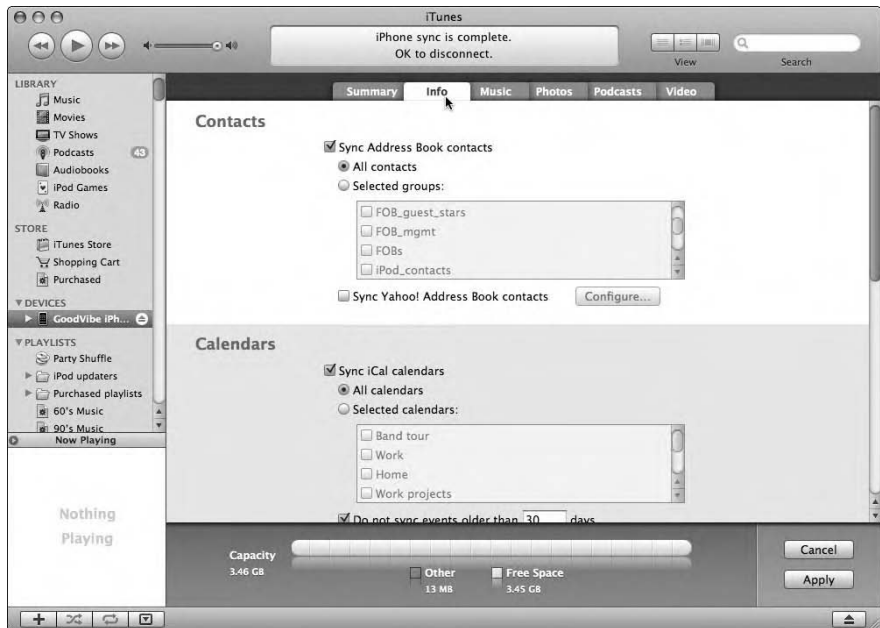 iTunes
iPhone sync is complete.
OK to disconnect.
View
Search
LIBRARY
Music
Movies
TV Shows
Podcasts 43
Audiobooks
iPod Games
Radio
STORE
iTunes Store
Shopping Cart
Purchased
DEVICES
GoodVibe iPh...
PLAYLISTS
Party Shuffle
iPod updaters
Purchased playlists
60's Music
90's Music
Now Playing
Nothing
Playing
Summary Info Music Photos Podcasts Video
Contacts
Sync Address Book contacts
All contacts
Selected groups:
FOB_guest_stars
FOB_mgmt
FOBs
iPod_contacts
Sync Yahoo! Address Book contacts Configure...
Calendars
Sync iCal calendars
All calendars
Selected calendars:
Band tour
Work
Home
Work projects
Do not sync events older than 30 days
Capacity
3.46 GB
Other
13 MB
Free Space
3.45 GB
Cancel
Apply